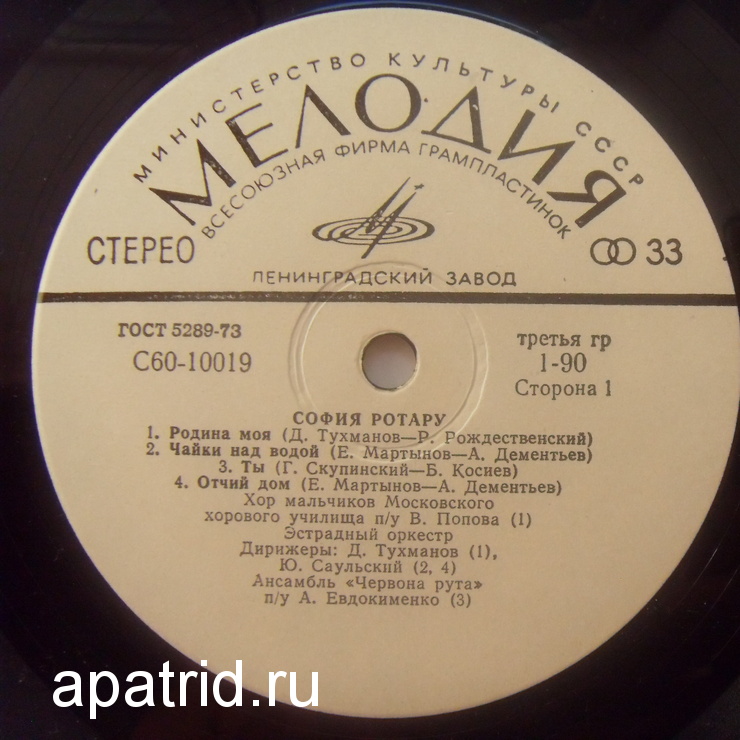 МИНИСТЕРСТВО КУЛЬТУРЫ СССР
МЕЛОДИЯ
ВСЕСОЮЗНАЯ ФИРМА ГРАМПЛАСТИНОК
СТЕРЕО
33
ЛЕНИНГРАДСКИЙ ЗАВОД
ГОСТ 5289-73
третья гр
С60-10019
1-90
Сторона 1
СОФИЯ РОТАРУ
1. Родина моя (Д. Тухманов—Р. Рождественский)
2. Чайки над водой (Е. Мартынов—А. Дементьев)
3. Ты (Г. Скупинский—Б. Косиев)
4. Отчий дом (Е. Мартынов—А. Дементьев)
Хор мальчиков Московского
хорового училища п/у В. Попова (1)
Эстрадный оркестр
Дирижеры: Д. Тухманов (1),
Ю. Саульский (2, 4)
Ансамбль «Червона рута»
п/у А. Евдокименко (3)
apatrid.ru